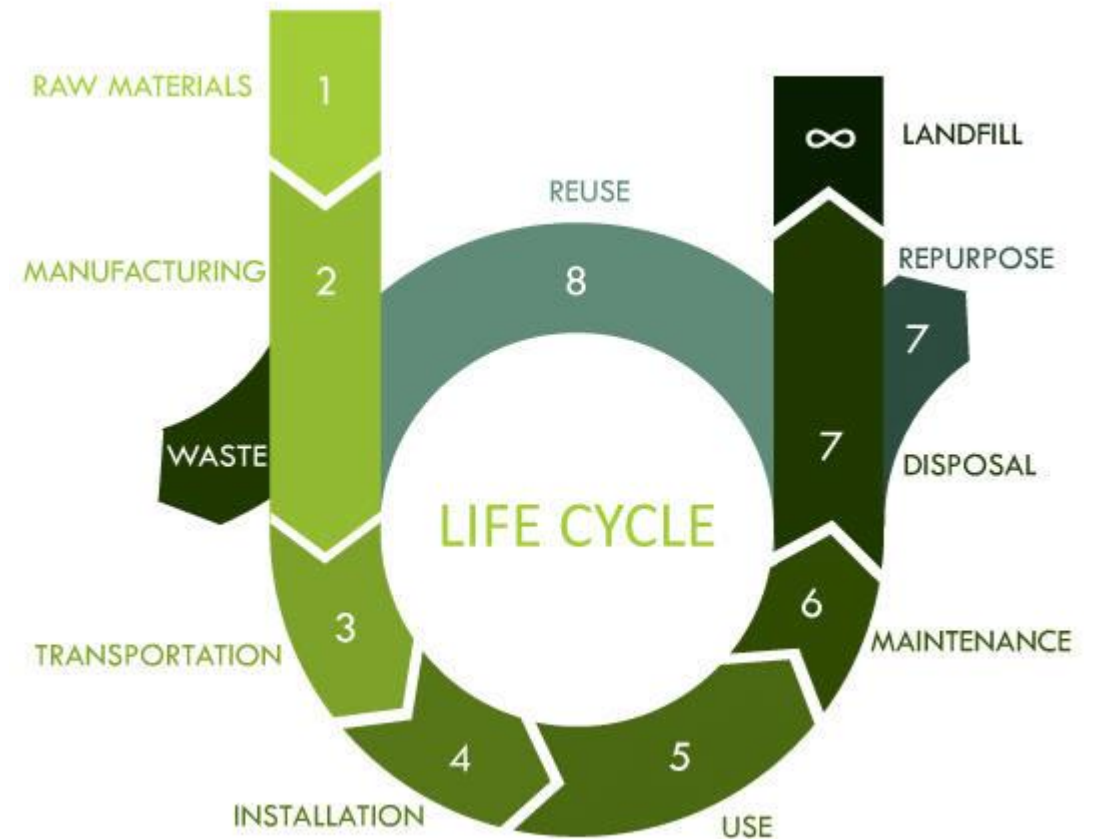 RAW MATERIALS
1
MANUFACTURING
2
WASTE
TRANSPORTATION
3
INSTALLATION
4
USE
5
MAINTENANCE
6
DISPOSAL
7
REPURPOSE
7
REUSE
8
LANDFILL
∞
LIFE CYCLE